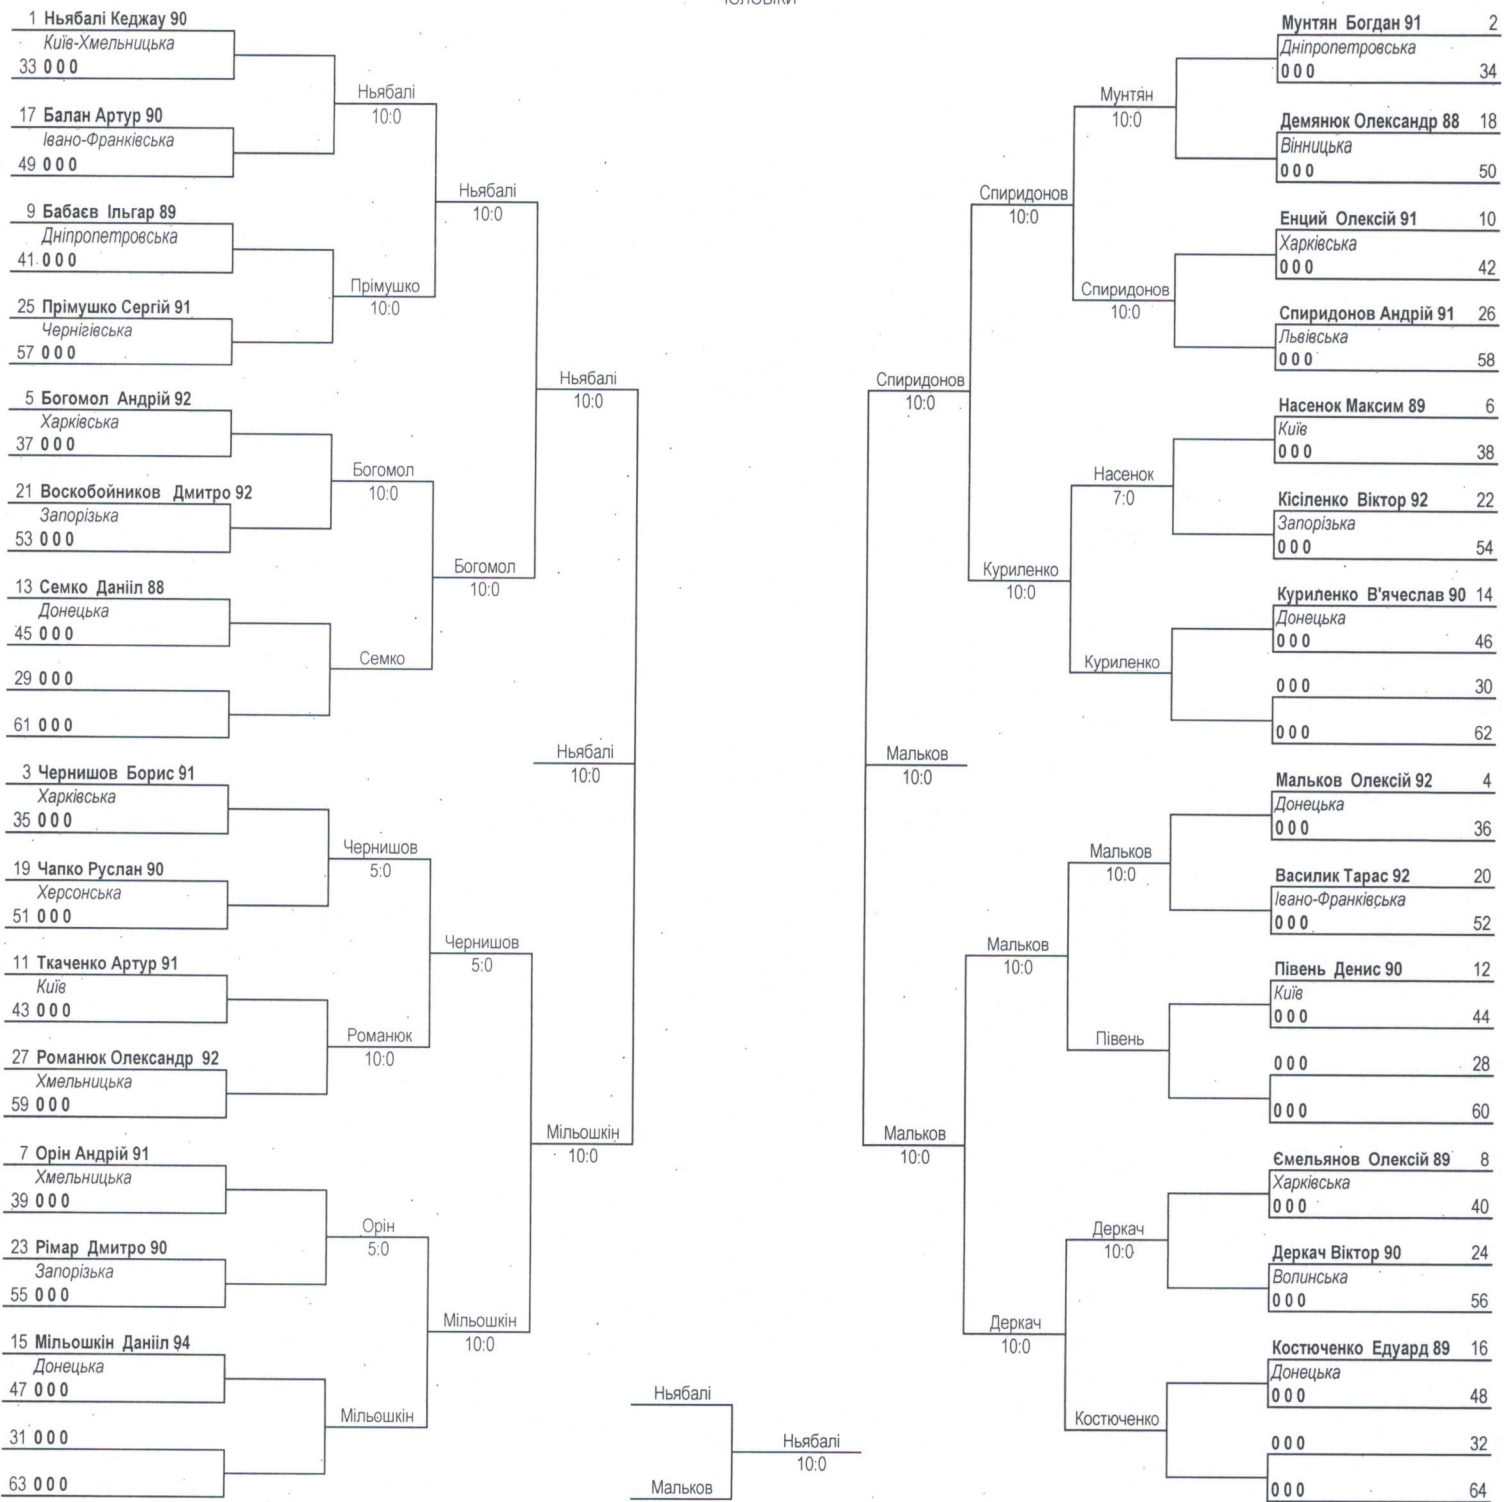 1 Ньябалі Кеджау 90
Київ-Хмельницька
33 0 0 0
17 Балан Артур 90
Івано-Франківська
49 0 0 0
9 Бабаєв Ільгар 89
Дніпропетровська
41 0 0 0
25 Прімушко Сергій 91
Чернігівська
57 0 0 0
5 Богомол Андрій 92
Харківська
37 0 0 0
21 Воскобойников Дмитро 92
Запорізька
53 0 0 0
13 Семко Данііл 88
Донецька
45 0 0 0
29 0 0 0
61 0 0 0
3 Чернишов Борис 91
Харківська
35 0 0 0
19 Чапко Руслан 90
Херсонська
51 0 0 0
11 Ткаченко Артур 91
Київ
43 0 0 0
27 Романюк Олександр 92
Хмельницька
59 0 0 0
7 Орін Андрій 91
Хмельницька
39 0 0 0
23 Рімар Дмитро 90
Запорізька
55 0 0 0
15 Мільошкін Данііл 94
Донецька
47 0 0 0
31 0 0 0
63 0 0 0
Ньябалі
10:0
Прімушко
10:0
Богомол
10:0
Семко
Чернишов
5:0
Романюк
10:0
Орін
5:0
Мільошкін
Ньябалі
10:0
Богомол
10:0
Чернишов
5:0
Мільошкін
10:0
Ньябалі
10:0
Мільошкін
10:0
Ньябалі
10:0
Ньябалі
Мальков
Ньябалі
10:0
Мальков
10:0
Спиридонов
10:0
Мальков
10:0
Спиридонов
10:0
Куриленко
10:0
Мальков
10:0
Деркач
10:0
Мунтян
10:0
Спиридонов
10:0
Насенок
7:0
Куриленко
Мальков
10:0
Півень
Деркач
10:0
Костюченко
Мунтян Богдан 91 2
Дніпропетровська
0 0 0 34
Демянюк Олександр 88 18
Вінницька
0 0 0 50
Енций Олексій 91 10
Харківська
0 0 0 42
Спиридонов Андрій 91 26
Львівська
0 0 0 58
Насенок Максим 89 6
Київ
0 0 0 38
Кісіленко Віктор 92 22
Запорізька
0 0 0 54
Куриленко В'ячеслав 90 14
Донецька
0 0 0 46
0 0 0 30
0 0 0 62
Мальков Олексій 92 4
Донецька
0 0 0 36
Василик Тарас 92 20
Івано-Франківська
0 0 0 52
Півень Денис 90 12
Київ
0 0 0 44
0 0 0 28
0 0 0 60
Ємельянов Олексій 89 8
Харківська
0 0 0 40
Деркач Віктор 90 24
Волинська
0 0 0 56
Костюченко Едуард 89 16
Донецька
0 0 0 48
0 0 0 32
0 0 0 64